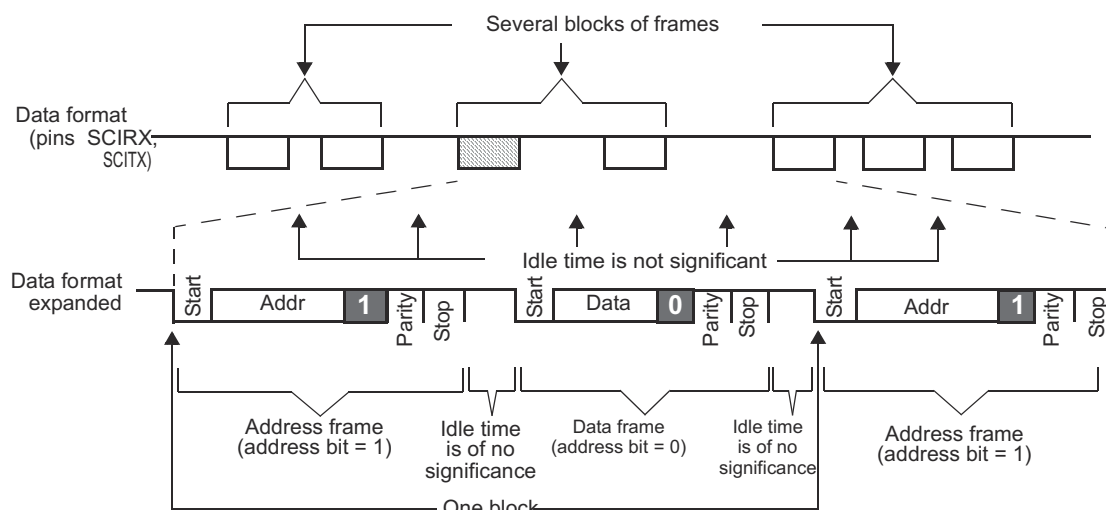 Several blocks of frames
Data format
(pins SCIRX,
SCITX)
Idle time is not significant
Data format
expanded
Start
Addr
1
Parity
Stop
Start
Data
0
Parity
Stop
Start
Addr
1
Parity
Stop
Address frame
(address bit = 1)
Idle time
is of no
significance
Data frame
(address bit = 0)
Idle time
is of no
significance
Address frame
(address bit = 1)
One block